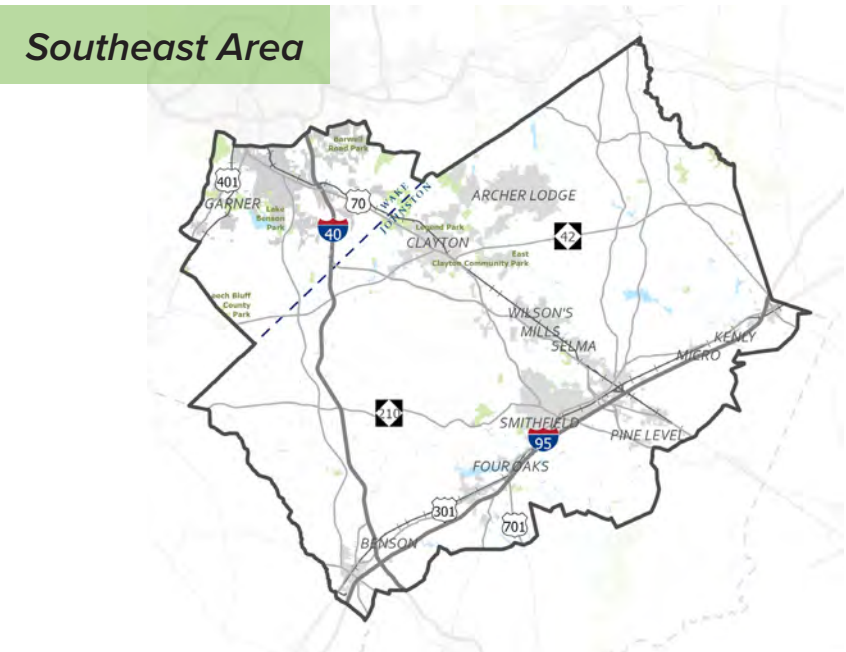 Southeast Area
Barwell
Road Park
401
GARNER
70
WAKE
JOHNSTON
ARCHER LODGE
Lake
Benson
Park
40
Legend Park
CLAYTON
42
East
Clayton Community Park
eech Bluff
County
Park
WILSON'S
MILLS
SELMA
KENLY
MICRO
210
SMITHFIELD
95
PINE LEVEL
FOUR OAKS
301
701
BENSON